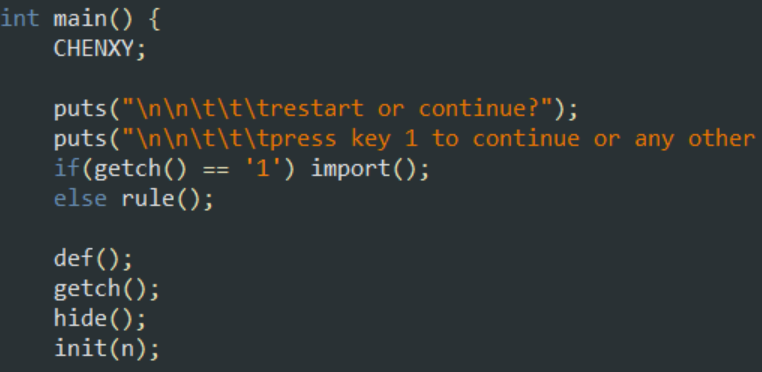 int main() {
CHENXY;
puts("\n\n\t\t\trestart or continue?");
puts("\n\n\t\t\tpress key 1 to continue or any other
if(getch() == '1') import();
else rule();
def();
getch();
hide();
init(n);